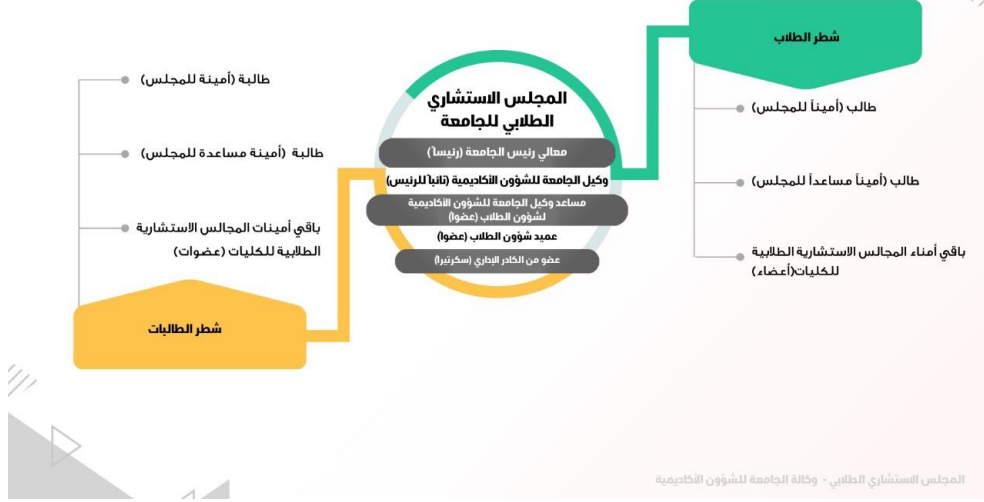 شطر الطلاب
طالب (أميناً للمجلس)
طالب (أميناً مساعداً للمجلس)
باقي أمناء المجالس الاستشارية الطلابية
للكليات(أعضاء)
المجلس الاستشاري
الطلابي للجامعة
معالي رئيس الجامعة (رئيساً)
وكيل الجامعة للشؤون الأكاديمية (نائباً للرئيس)
مساعد وكيل الجامعة للشؤون الأكاديمية
لشؤون الطلاب (عضوا)
عميد شؤون الطلاب (عضوا)
عضو من الكادر الإداري (سكرتيرا)
طالبة (أمينة للمجلس)
طالبة (أمينة مساعدة للمجلس)
باقي أمينات المجالس الاستشارية
الطلابية للكليات (عضوات)
شطر الطالبات
المجلس الاستشاري الطلابي - وكالة الجامعة للشؤون الأكاديمية